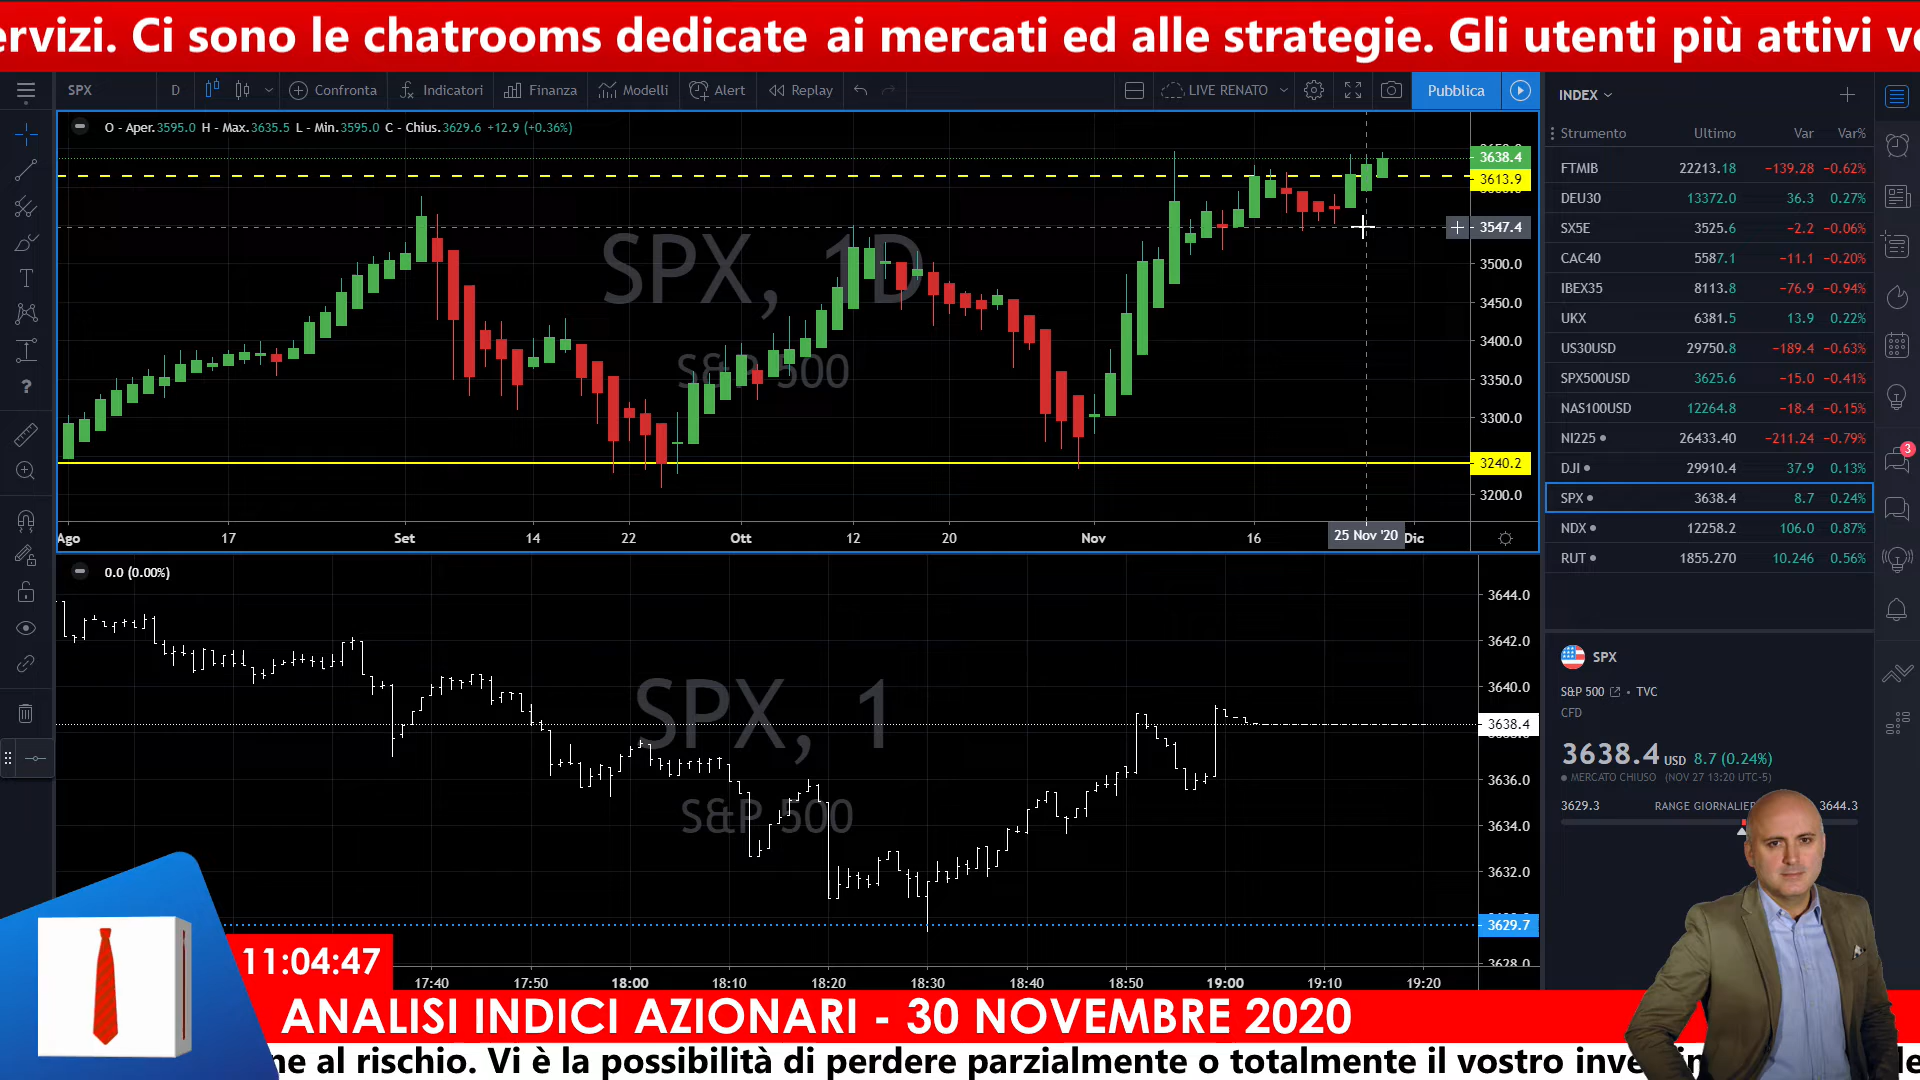 ervizi. Ci sono le chatrooms dedicate ai mercati ed alle strategie. Gli utenti più attivi ve
SPX D Confronta Indicatori Finanza Modelli Alert Replay LIVE RENATO Pubblica
O - Aper.3595.0 H - Max.3635.5 L - Min.3595.0 C - Chius.3629.6 +12.9 (+0.36%)
SPX, 1D
S&P 500
3638.4
3613.9
3547.4
3500.0
3450.0
3400.0
3350.0
3300.0
3240.2
3200.0
Ago 17 Set 14 22 Ott 12 20 Nov 16 25 Nov '20 Dic
0.0 (0.00%)
SPX, 1
S&P 500
3644.0
3642.0
3640.0
3638.4
3636.0
3634.0
3632.0
3629.7
3628.0
17:40 18:00 18:10 18:20 18:30 18:40 18:50 19:00 19:10 19:20
INDEX
Strumento Ultimo Var Var%
FTMIB 22213.18 −139.28 −0.62%
DEU30 13372.0 36.3 0.27%
SX5E 3525.6 −2.2 −0.06%
CAC40 5587.1 −11.1 −0.20%
IBEX35 8113.8 −76.9 −0.94%
UKX 6381.5 13.9 0.22%
US30USD 29750.8 −189.4 −0.63%
SPX500USD 3625.6 −15.0 −0.41%
NAS100USD 12264.8 −18.4 −0.15%
NI225 26433.40 −211.24 −0.79%
DJI 29910.4 37.9 0.13%
SPX 3638.4 8.7 0.24%
NDX 12258.2 106.0 0.87%
RUT 1855.270 10.246 0.56%
3
SPX
S&P 500 • TVC
CFD
3638.4 USD 8.7 (0.24%)
MERCATO CHIUSO (NOV 27 13:20 UTC-5)
3629.3 RANGE GIORNALIER 3644.3
11:04:47
ANALISI INDICI AZIONARI - 30 NOVEMBRE 2020
ne al rischio. Vi è la possibilità di perdere parzialmente o totalmente il vostro inve